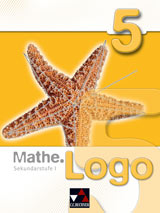 5
Mathe.
Logo
Sekundarstufe I
C.C.BUCHNER